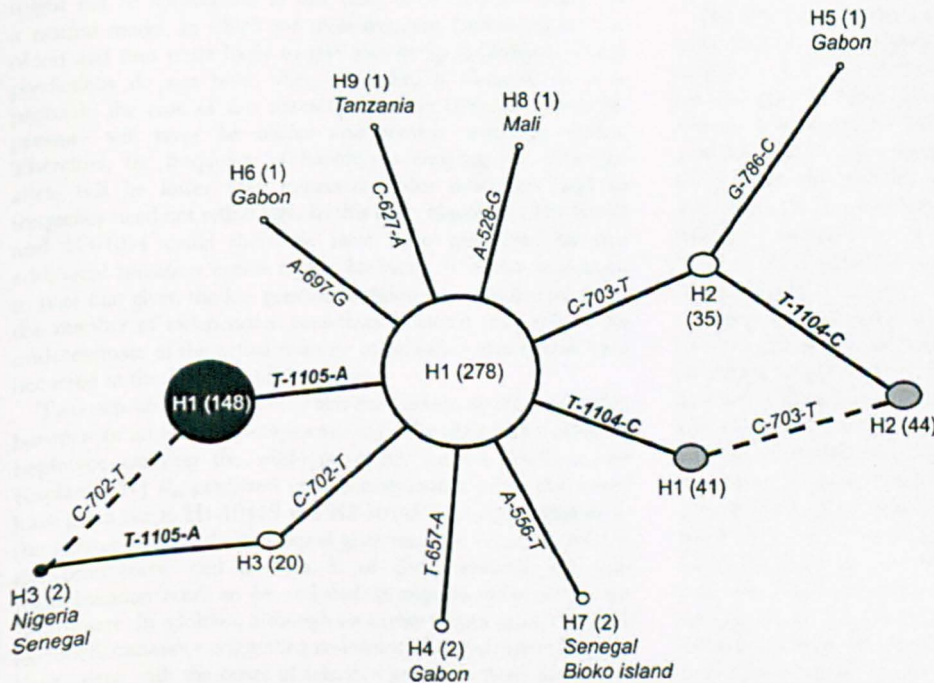 H5 (1)
Gabon
H9 (1)
Tanzania
H8 (1)
Mali
H6 (1)
Gabon
G-786-C
C-627-A
A-628-G
A-697-G
C-703-T
H2
(35)
T-1104-C
H1 (278)
T-1105-A
H1 (148)
T-1104-C
C-703-T
H2 (44)
H1 (41)
C-702-T
C-702-T
T-1105-A
H3 (20)
T-657-A
A-556-T
H3 (2)
Nigeria
Senegal
H4 (2)
Gabon
H7 (2)
Senegal
Bioko island